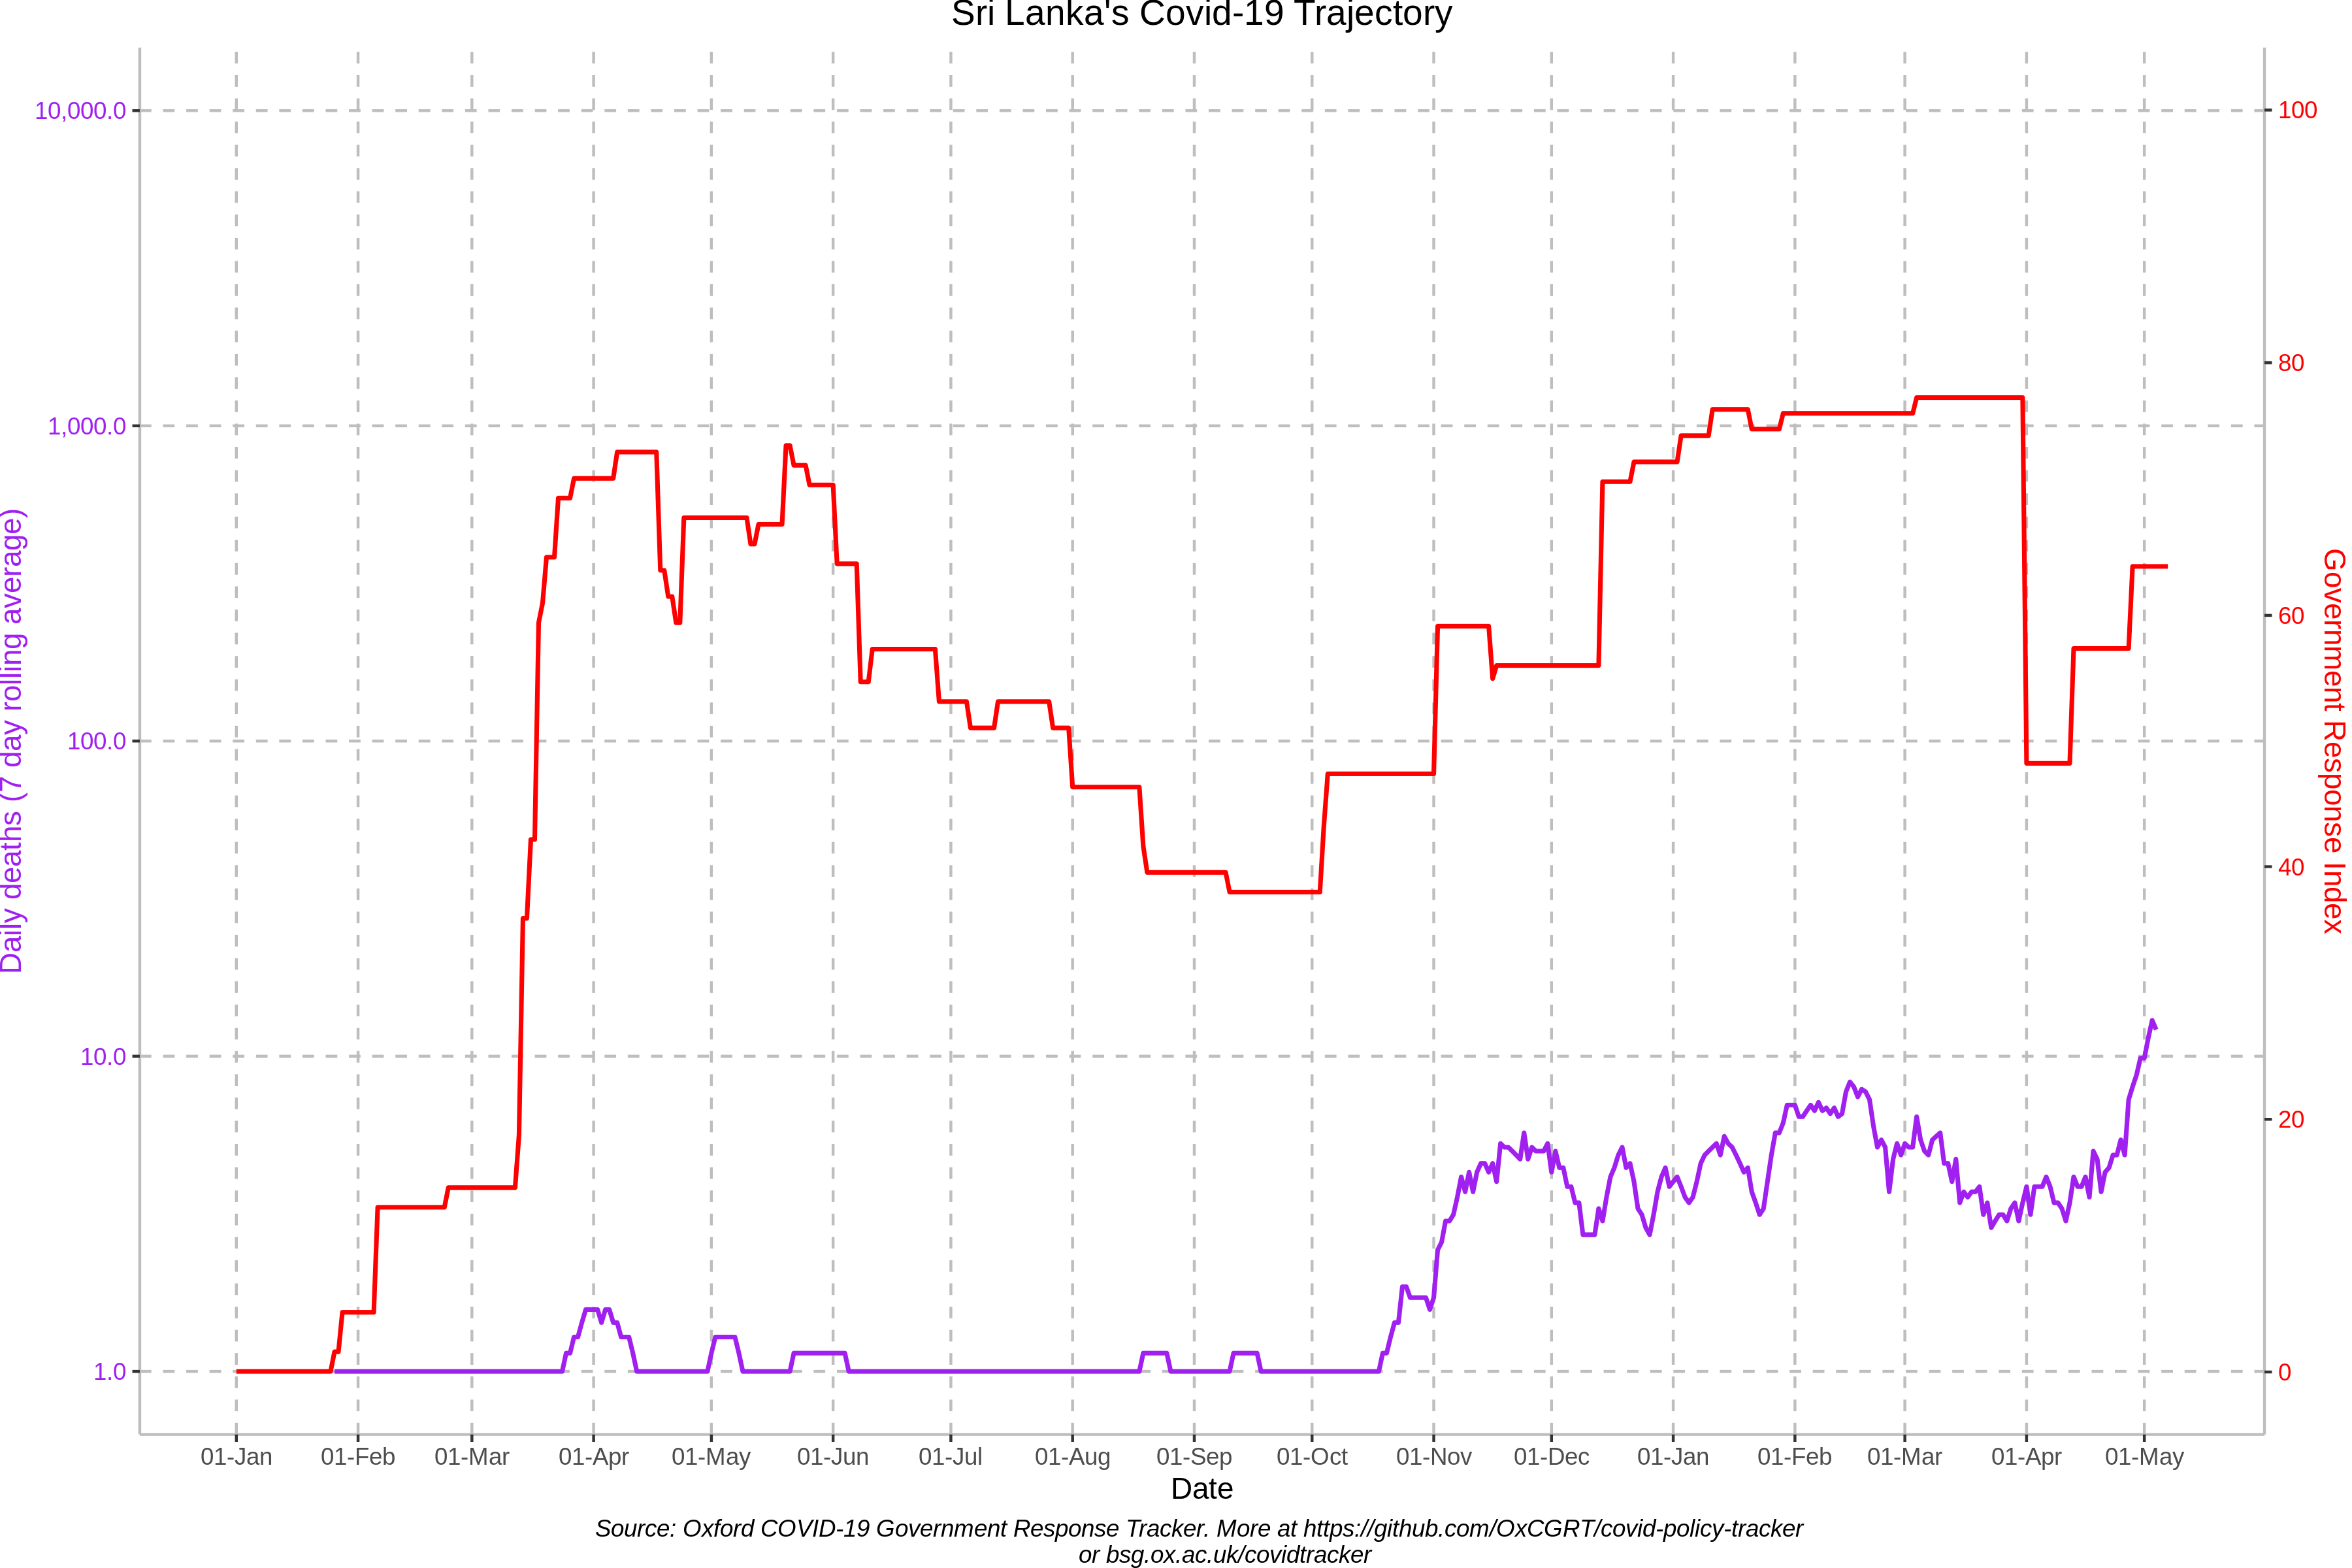 Sri Lanka's Covid-19 Trajectory
10,000.0
1,000.0
100.0
10.0
1.0
Daily deaths (7 day rolling average)
100
80
60
40
20
0
Government Response Index
01-Jan 01-Feb 01-Mar 01-Apr 01-May 01-Jun 01-Jul 01-Aug 01-Sep 01-Oct 01-Nov 01-Dec 01-Jan 01-Feb 01-Mar 01-Apr 01-May
Date
Source: Oxford COVID-19 Government Response Tracker. More at https://github.com/OxCGRT/covid-policy-tracker
or bsg.ox.ac.uk/covidtracker